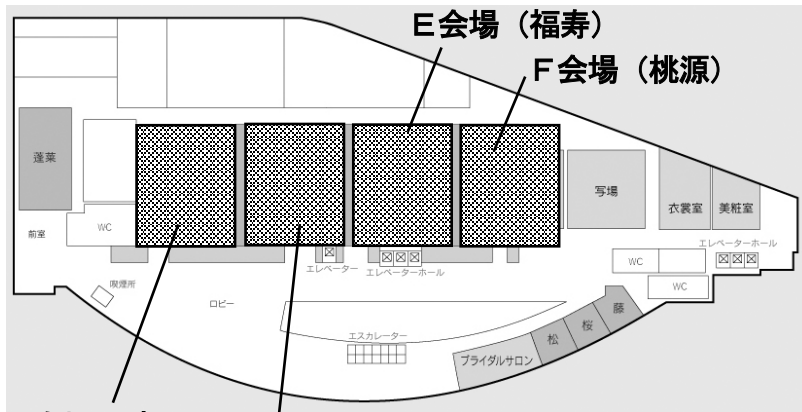 E会場（福寿）
F会場（桃源）
蓬莱
写場
衣裳室
美粧室
前室
WC
エレベーターホール
エレベーター
エレベーターホール
WC
喫煙所
WC
ロビー
藤
エスカレーター
桜
松
ブライダルサロン